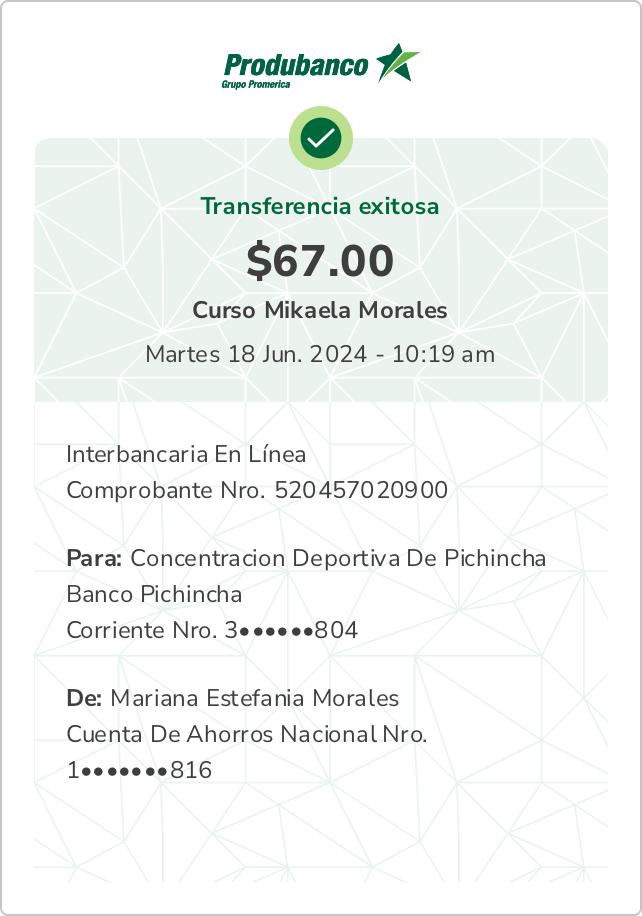 Produbanco
Grupo Promerica
Transferencia exitosa
$67.00
Curso Mikaela Morales
Martes 18 Jun. 2024 - 10:19 am
Interbancaria En Línea
Comprobante Nro. 520457020900
Para: Concentracion Deportiva De Pichincha
Banco Pichincha
Corriente Nro. 3••••••804
De: Mariana Estefania Morales
Cuenta De Ahorros Nacional Nro.
1•••••••816